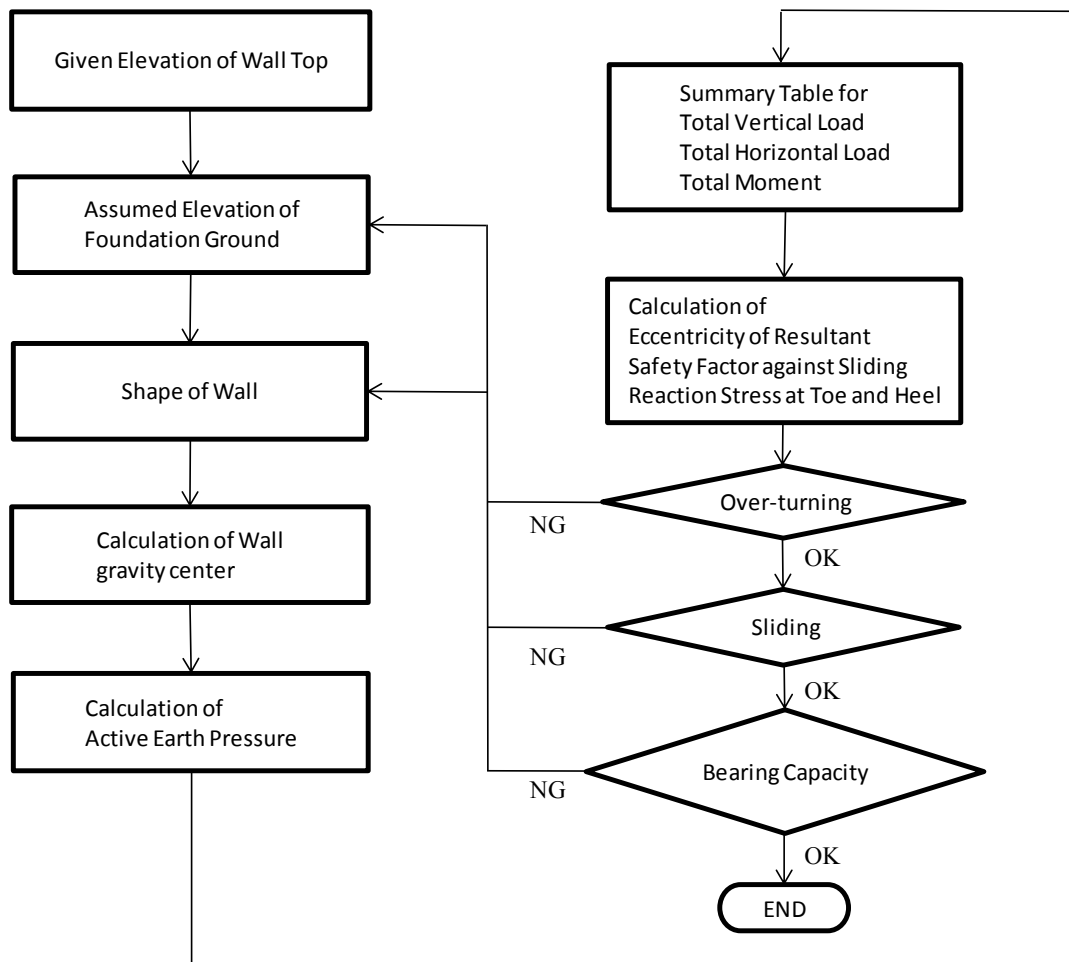 Given Elevation of Wall Top
Assumed Elevation of
Foundation Ground
Shape of Wall
Calculation of Wall
gravity center
Calculation of
Active Earth Pressure
Summary Table for
Total Vertical Load
Total Horizontal Load
Total Moment
Calculation of
Eccentricity of Resultant
Safety Factor against Sliding
Reaction Stress at Toe and Heel
Over-turning
NG
OK
Sliding
NG
OK
Bearing Capacity
NG
OK
END